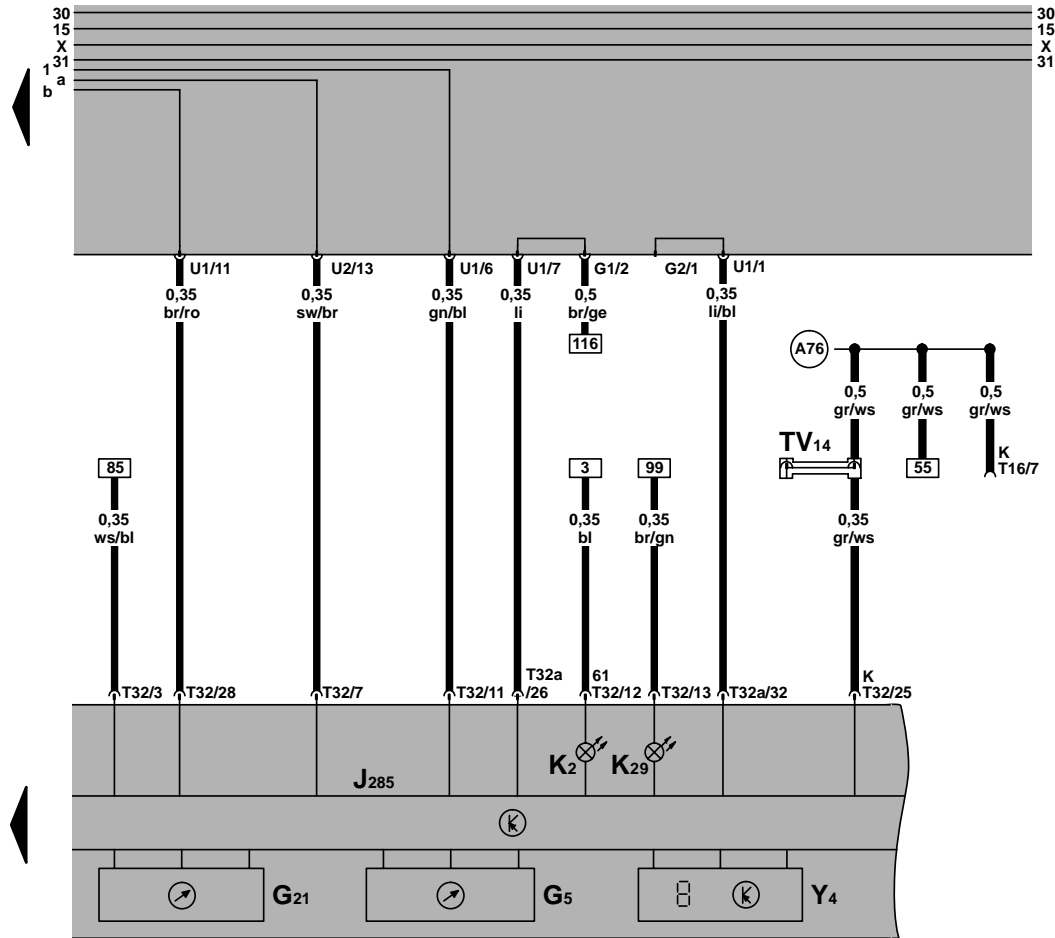 30 30
15 15
X X
31 31
1
a
b
U1/11 U2/13 U1/6 U1/7 G1/2 G2/1 U1/1
0,35 0,35 0,35 0,35 0,5 0,35
br/ro sw/br gn/bl li br/ge li/bl
116
A76
0,5 0,5 0,5
gr/ws gr/ws gr/ws
TV14
85 3 99 55
K
T16/7
0,35 0,35 0,35 0,35
ws/bl bl br/gn gr/ws
T32a 61 K
T32/3 T32/28 T32/7 T32/11 /26 T32/12 T32/13 T32a/32 T32/25
K2 K29
J285
G21 G5 8 Y4